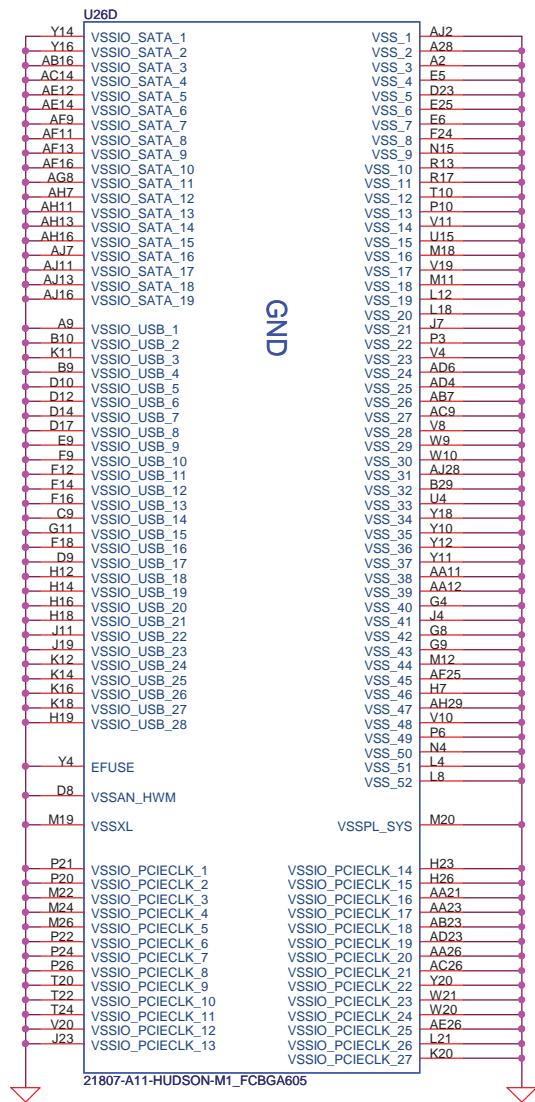 U26D
Y14 VSSIO_SATA_1 VSS_1 AJ2
Y16 VSSIO_SATA_2 VSS_2 A28
AB16 VSSIO_SATA_3 VSS_3 A2
AC14 VSSIO_SATA_4 VSS_4 E5
AE12 VSSIO_SATA_5 VSS_5 D23
AE14 VSSIO_SATA_6 VSS_6 E25
AF9 VSSIO_SATA_7 VSS_7 E6
AF11 VSSIO_SATA_8 VSS_8 F24
AF13 VSSIO_SATA_9 VSS_9 N15
AF16 VSSIO_SATA_10 VSS_10 R13
AG8 VSSIO_SATA_11 VSS_11 R17
AH7 VSSIO_SATA_12 VSS_12 T10
AH11 VSSIO_SATA_13 VSS_13 P10
AH13 VSSIO_SATA_14 VSS_14 V11
AH16 VSSIO_SATA_15 VSS_15 U15
AJ7 VSSIO_SATA_16 VSS_16 M18
AJ11 VSSIO_SATA_17 VSS_17 V19
AJ13 VSSIO_SATA_18 VSS_18 M11
AJ16 VSSIO_SATA_19 VSS_19 L12
VSS_20 L18
GND
A9 VSSIO_USB_1 VSS_21 J7
B10 VSSIO_USB_2 VSS_22 P3
K11 VSSIO_USB_3 VSS_23 V4
B9 VSSIO_USB_4 VSS_24 AD6
D10 VSSIO_USB_5 VSS_25 AD4
D12 VSSIO_USB_6 VSS_26 AB7
D14 VSSIO_USB_7 VSS_27 AC9
D17 VSSIO_USB_8 VSS_28 V8
E9 VSSIO_USB_9 VSS_29 W9
F9 VSSIO_USB_10 VSS_30 W10
F12 VSSIO_USB_11 VSS_31 AJ28
F14 VSSIO_USB_12 VSS_32 B29
F16 VSSIO_USB_13 VSS_33 U4
C9 VSSIO_USB_14 VSS_34 Y18
G11 VSSIO_USB_15 VSS_35 Y10
F18 VSSIO_USB_16 VSS_36 Y12
D9 VSSIO_USB_17 VSS_37 Y11
H12 VSSIO_USB_18 VSS_38 AA11
H14 VSSIO_USB_19 VSS_39 AA12
H16 VSSIO_USB_20 VSS_40 G4
H18 VSSIO_USB_21 VSS_41 J4
J11 VSSIO_USB_22 VSS_42 G8
J19 VSSIO_USB_23 VSS_43 G9
K12 VSSIO_USB_24 VSS_44 M12
K14 VSSIO_USB_25 VSS_45 AF25
K16 VSSIO_USB_26 VSS_46 H7
K18 VSSIO_USB_27 VSS_47 AH29
H19 VSSIO_USB_28 VSS_48 V10
VSS_49 P6
VSS_50 N4
Y4 EFUSE VSS_51 L4
VSS_52 L8
D8 VSSAN_HWM
M19 VSSXL VSSPL_SYS M20
P21 VSSIO_PCIECLK_1 VSSIO_PCIECLK_14 H23
P20 VSSIO_PCIECLK_2 VSSIO_PCIECLK_15 H26
M22 VSSIO_PCIECLK_3 VSSIO_PCIECLK_16 AA21
M24 VSSIO_PCIECLK_4 VSSIO_PCIECLK_17 AA23
M26 VSSIO_PCIECLK_5 VSSIO_PCIECLK_18 AB23
P22 VSSIO_PCIECLK_6 VSSIO_PCIECLK_19 AD23
P24 VSSIO_PCIECLK_7 VSSIO_PCIECLK_20 AA26
P26 VSSIO_PCIECLK_8 VSSIO_PCIECLK_21 AC26
T20 VSSIO_PCIECLK_9 VSSIO_PCIECLK_22 Y20
T22 VSSIO_PCIECLK_10 VSSIO_PCIECLK_23 W21
T24 VSSIO_PCIECLK_11 VSSIO_PCIECLK_24 W20
V20 VSSIO_PCIECLK_12 VSSIO_PCIECLK_25 AE26
J23 VSSIO_PCIECLK_13 VSSIO_PCIECLK_26 L21
VSSIO_PCIECLK_27 K20
21807-A11-HUDSON-M1_FCBGA605